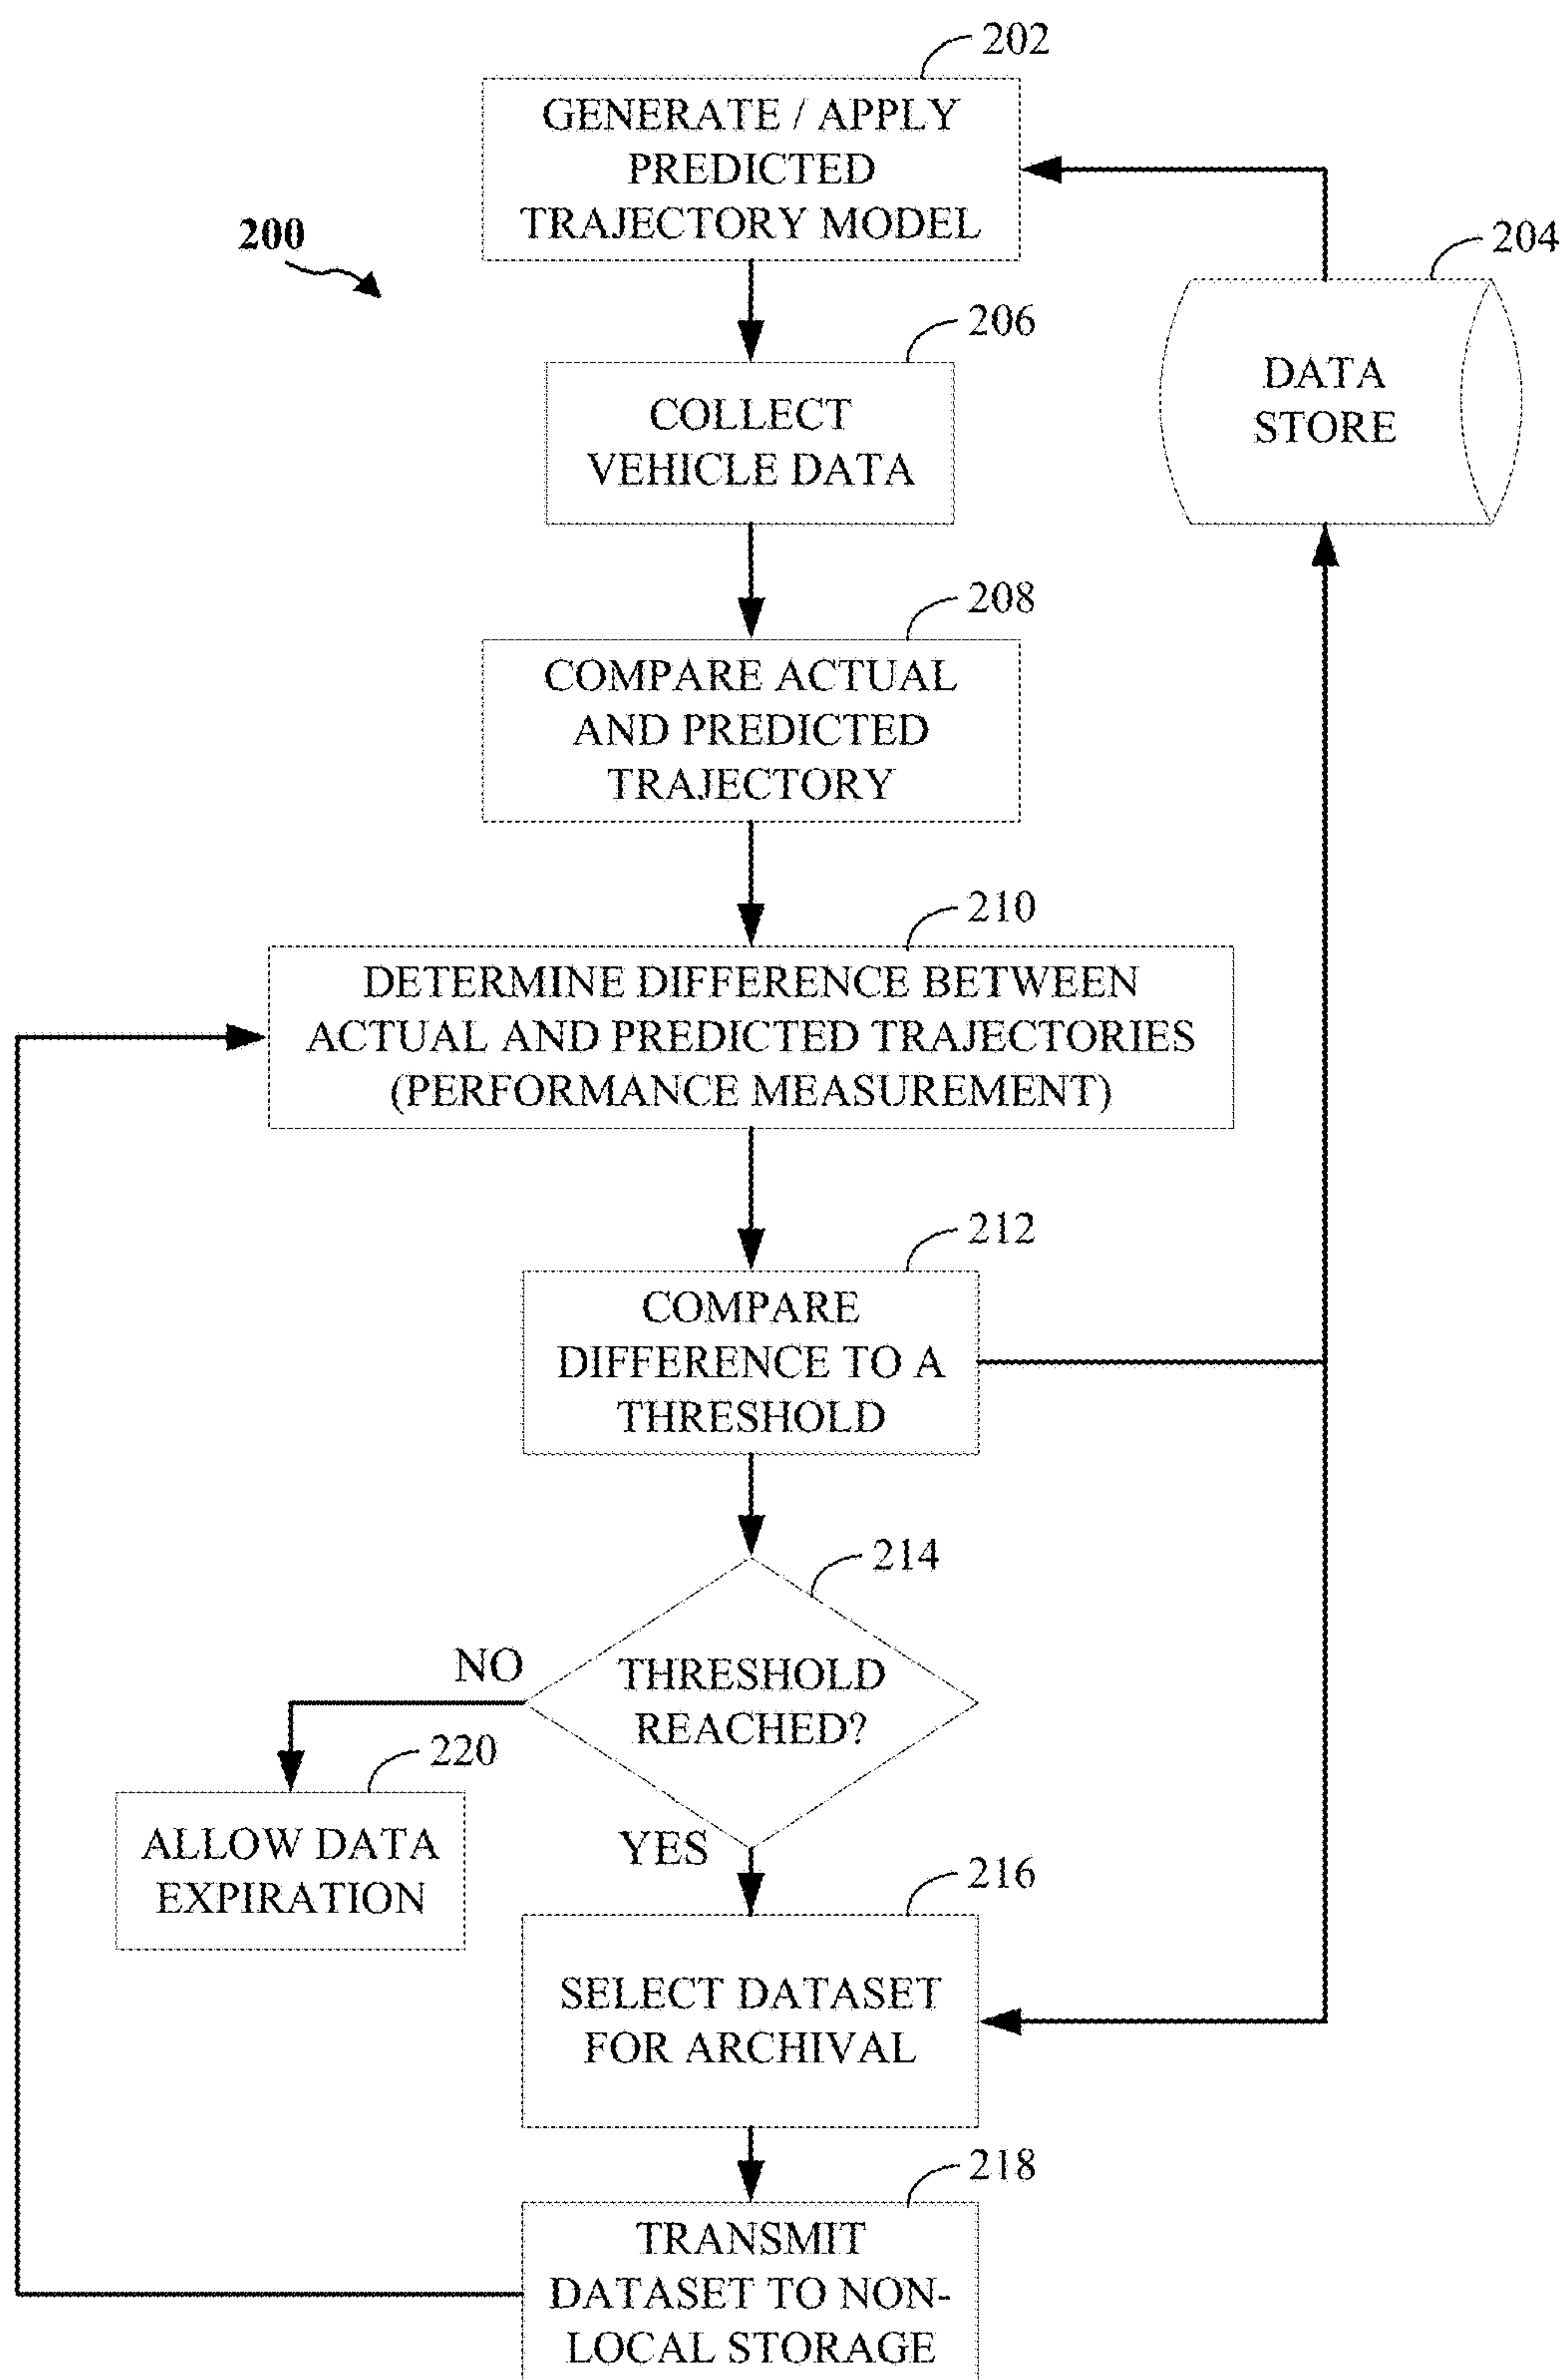 202
GENERATE / APPLY
PREDICTED
TRAJECTORY MODEL
200
204
206
DATA
STORE
COLLECT
VEHICLE DATA
208
COMPARE ACTUAL
AND PREDICTED
TRAJECTORY
210
DETERMINE DIFFERENCE BETWEEN
ACTUAL AND PREDICTED TRAJECTORIES
(PERFORMANCE MEASUREMENT)
212
COMPARE
DIFFERENCE TO A
THRESHOLD
214
NO
THRESHOLD
REACHED?
220
ALLOW DATA
EXPIRATION
YES
216
SELECT DATASET
FOR ARCHIVAL
218
TRANSMIT
DATASET TO NON-
LOCAL STORAGE